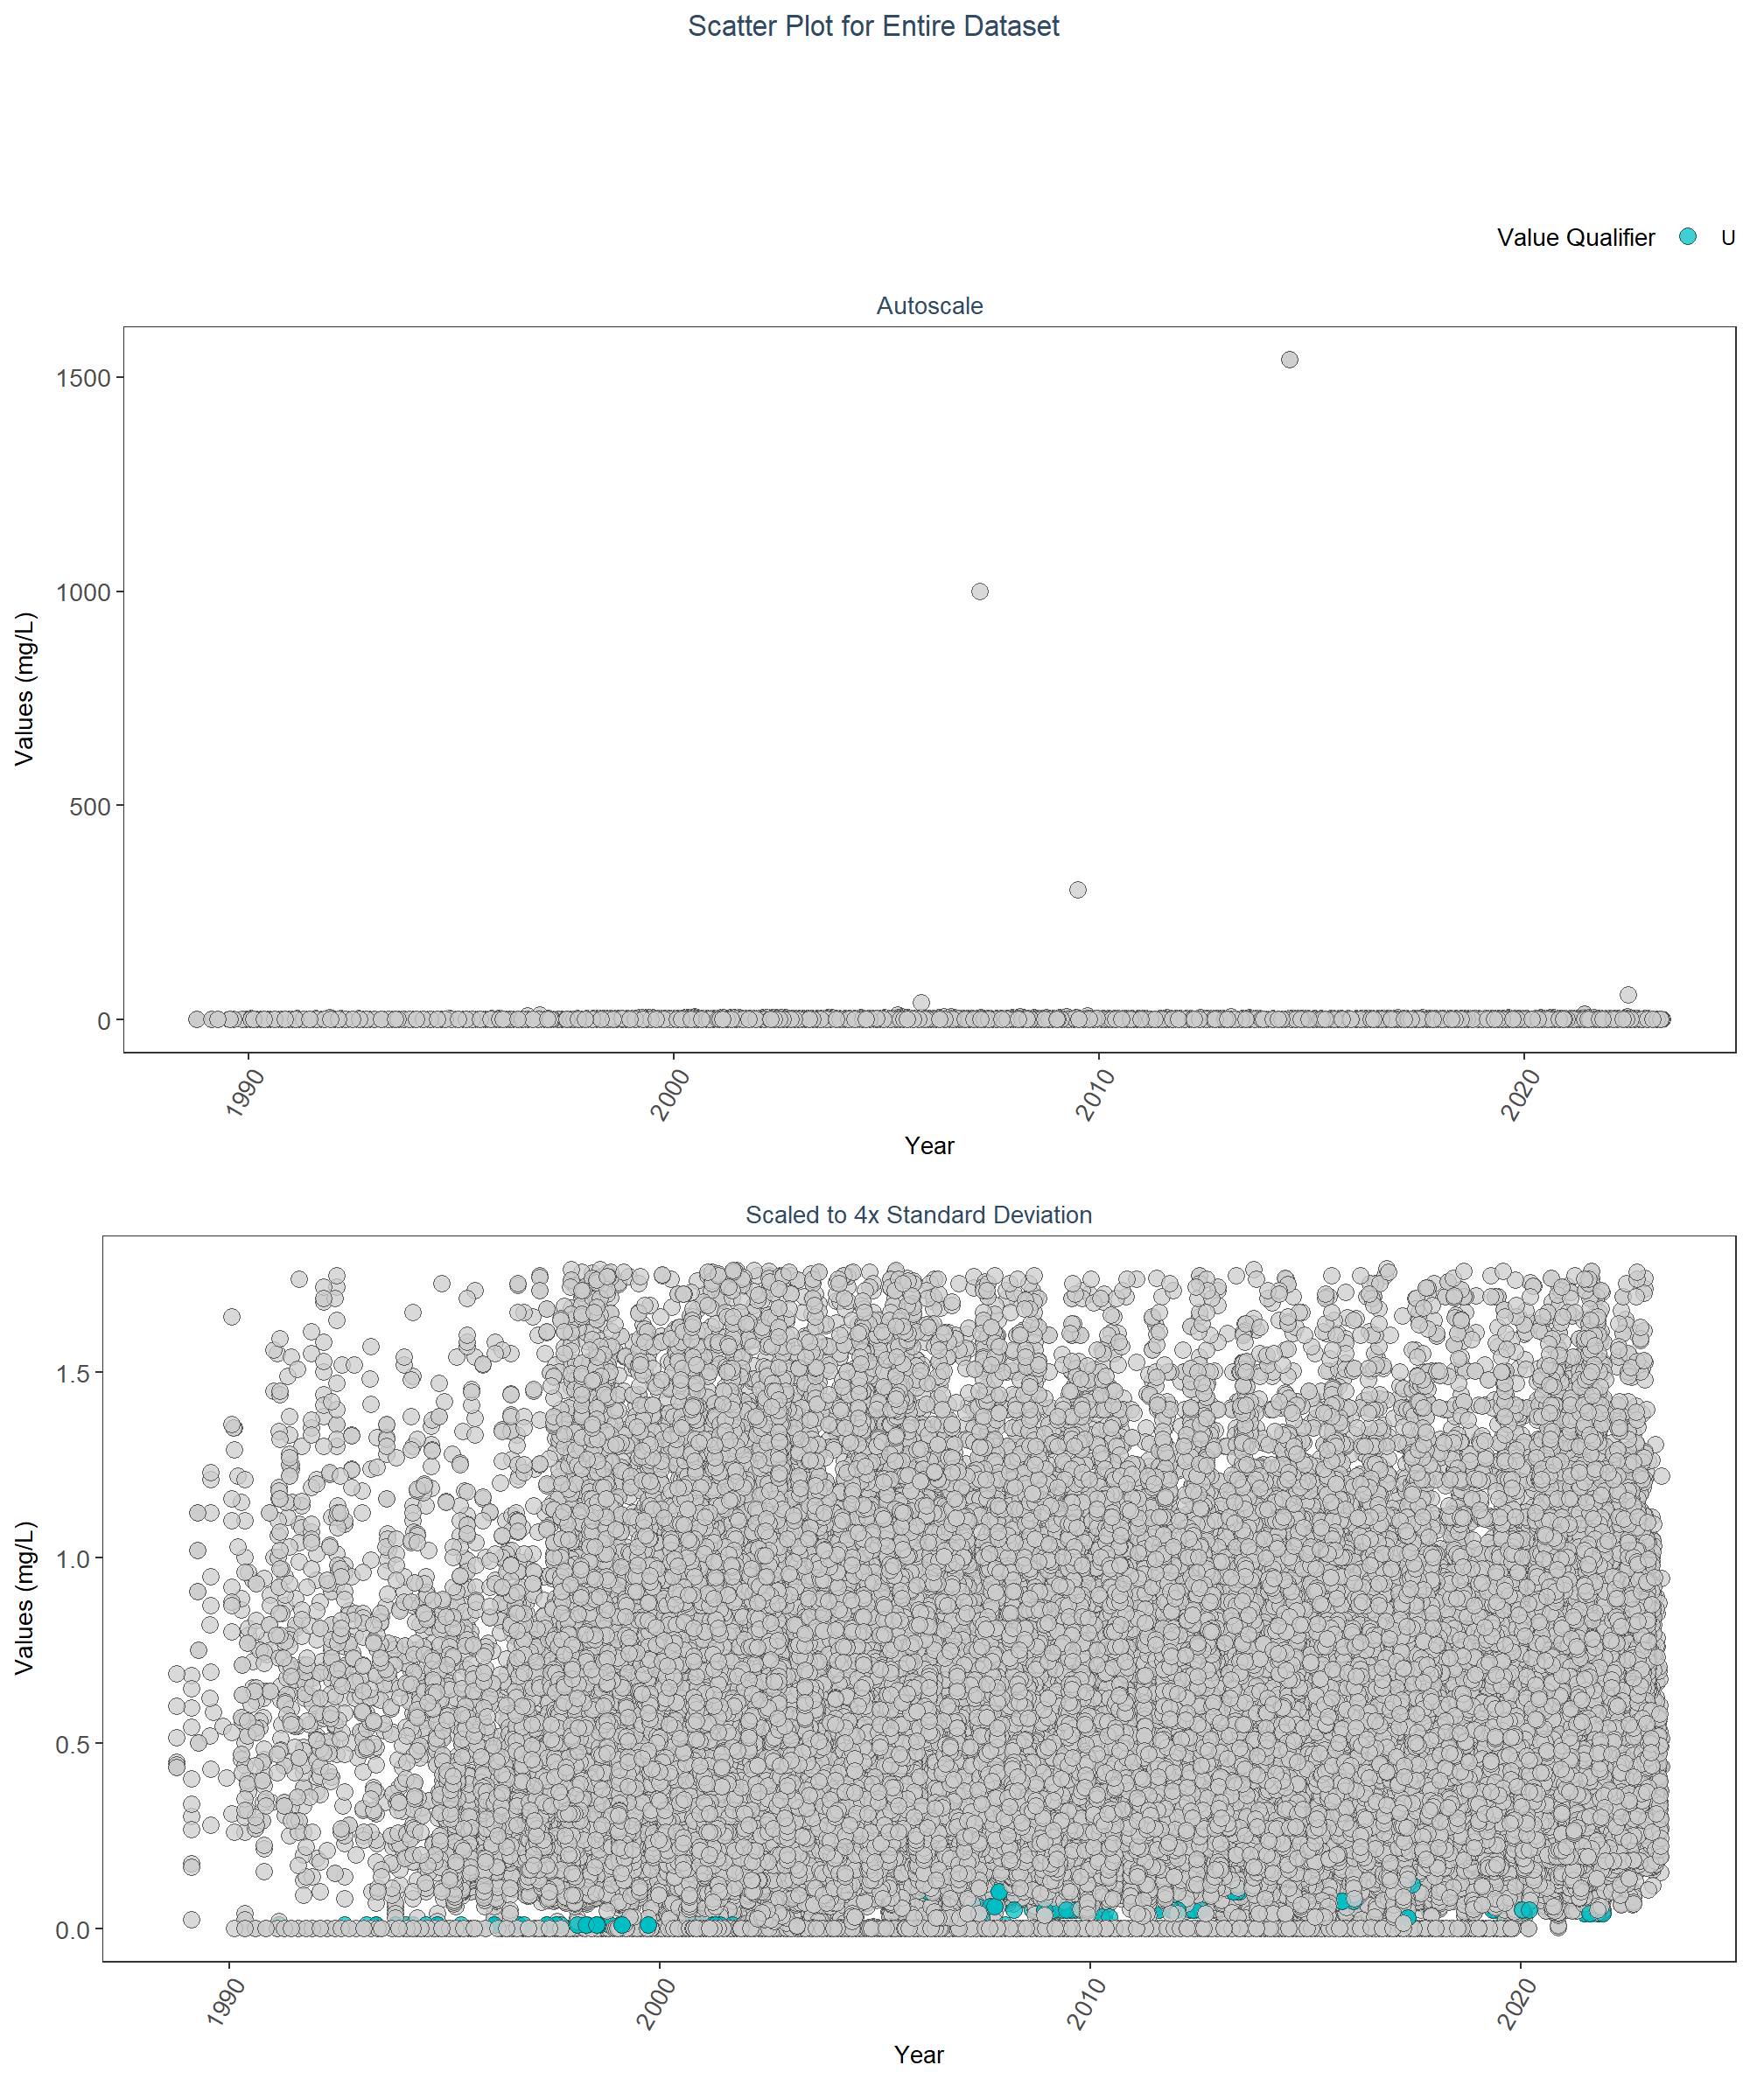 Scatter Plot for Entire Dataset
Value Qualifier U
Autoscale
1500
1000
500
0
Values (mg/L)
1990 2000 2010 2020
Year
Scaled to 4x Standard Deviation
1.5
1.0
0.5
0.0
Values (mg/L)
1990 2000 2010 2020
Year